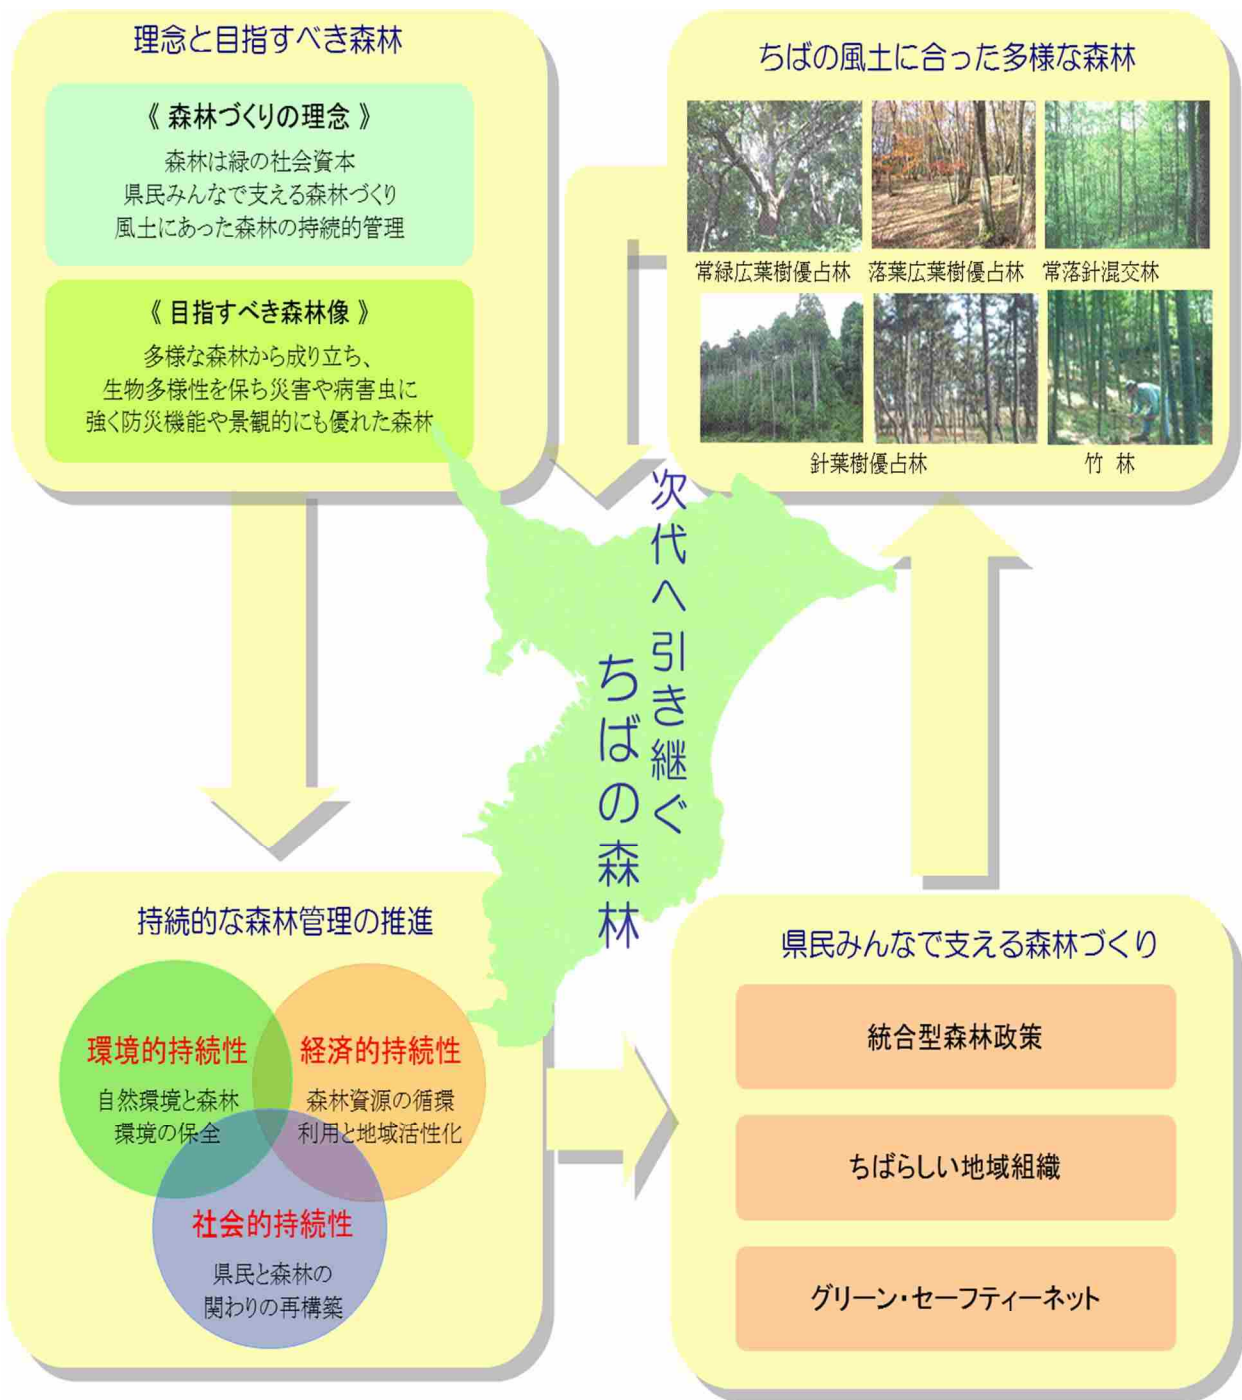 理念と目指すべき森林
《 森林づくりの理念 》
森林は緑の社会資本
県民みんなで支える森林づくり
風土にあった森林の持続的管理
《 目指すべき森林像 》
多様な森林から成り立ち、
生物多様性を保ち災害や病害虫に
強く防災機能や景観的にも優れた森林
ちばの風土に合った多様な森林
常緑広葉樹優占林
落葉広葉樹優占林
常落針混交林
針葉樹優占林
竹 林
次代へ引き継ぐ
ちばの森林
持続的な森林管理の推進
環境的持続性
自然環境と森林
環境の保全
経済的持続性
森林資源の循環
利用と地域活性化
社会的持続性
県民と森林の
関わりの再構築
県民みんなで支える森林づくり
統合型森林政策
ちばらしい地域組織
グリーン・セーフティーネット